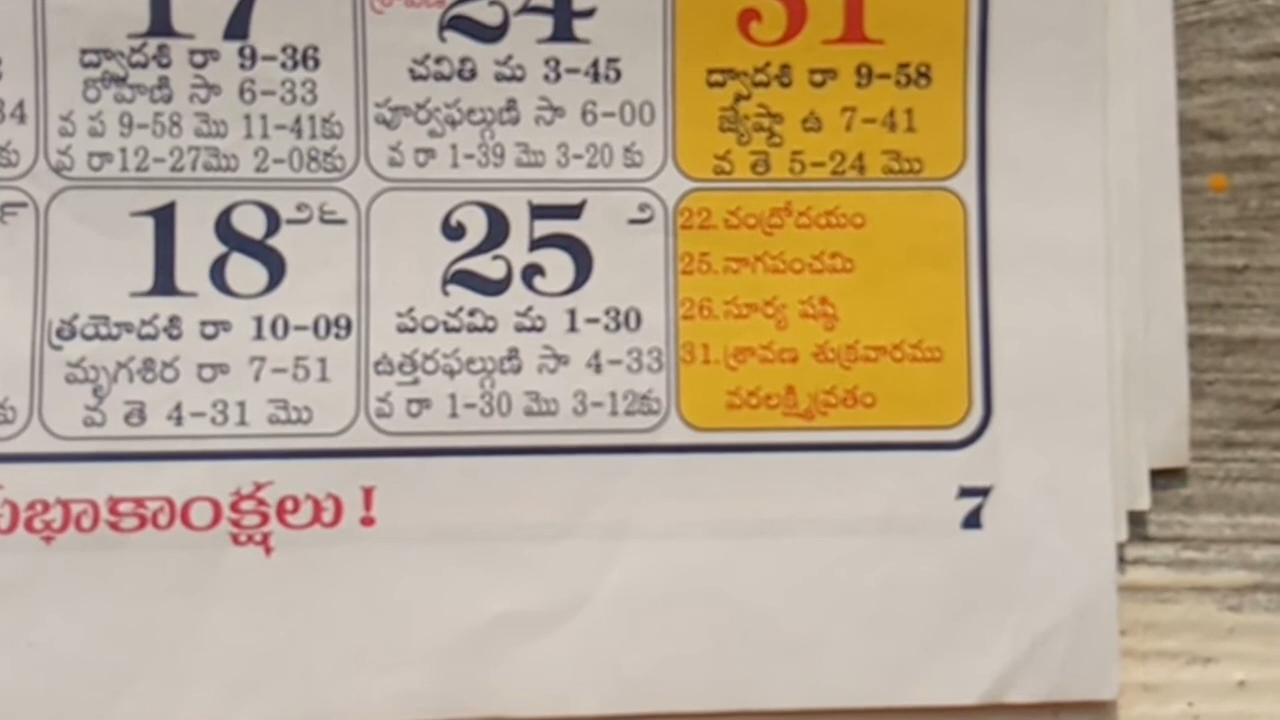 17
ద్వాదశి రా 9-36
రోహిణి సా 6-33
వ ప 9-58 మొ 11-41కు
వ రా12-27మొ 2-08కు
24
చవితి మ 3-45
పూర్వఫల్గుణి సా 6-00
వ రా 1-39 మొ 3-20 కు
31
ద్వాదశి రా 9-58
జ్యేష్ఠా ఉ 7-41
వ తె 5-24 మొ
34
కు
18 ٢٦
త్రయోదశి రా 10-09
మృగశిర రా 7-51
వ తె 4-31 మొ
25
పంచమి మ 1-30
ఉత్తరఫల్గుణి సా 4-33
వ రా 1-30 మొ 3-12కు
22. చంద్రోదయం
25. నాగపంచమి
26. సూర్య షష్ఠి
31. శ్రావణ శుక్రవారము
వరలక్ష్మీవ్రతం
కు
శుభాకాంక్షలు !
7